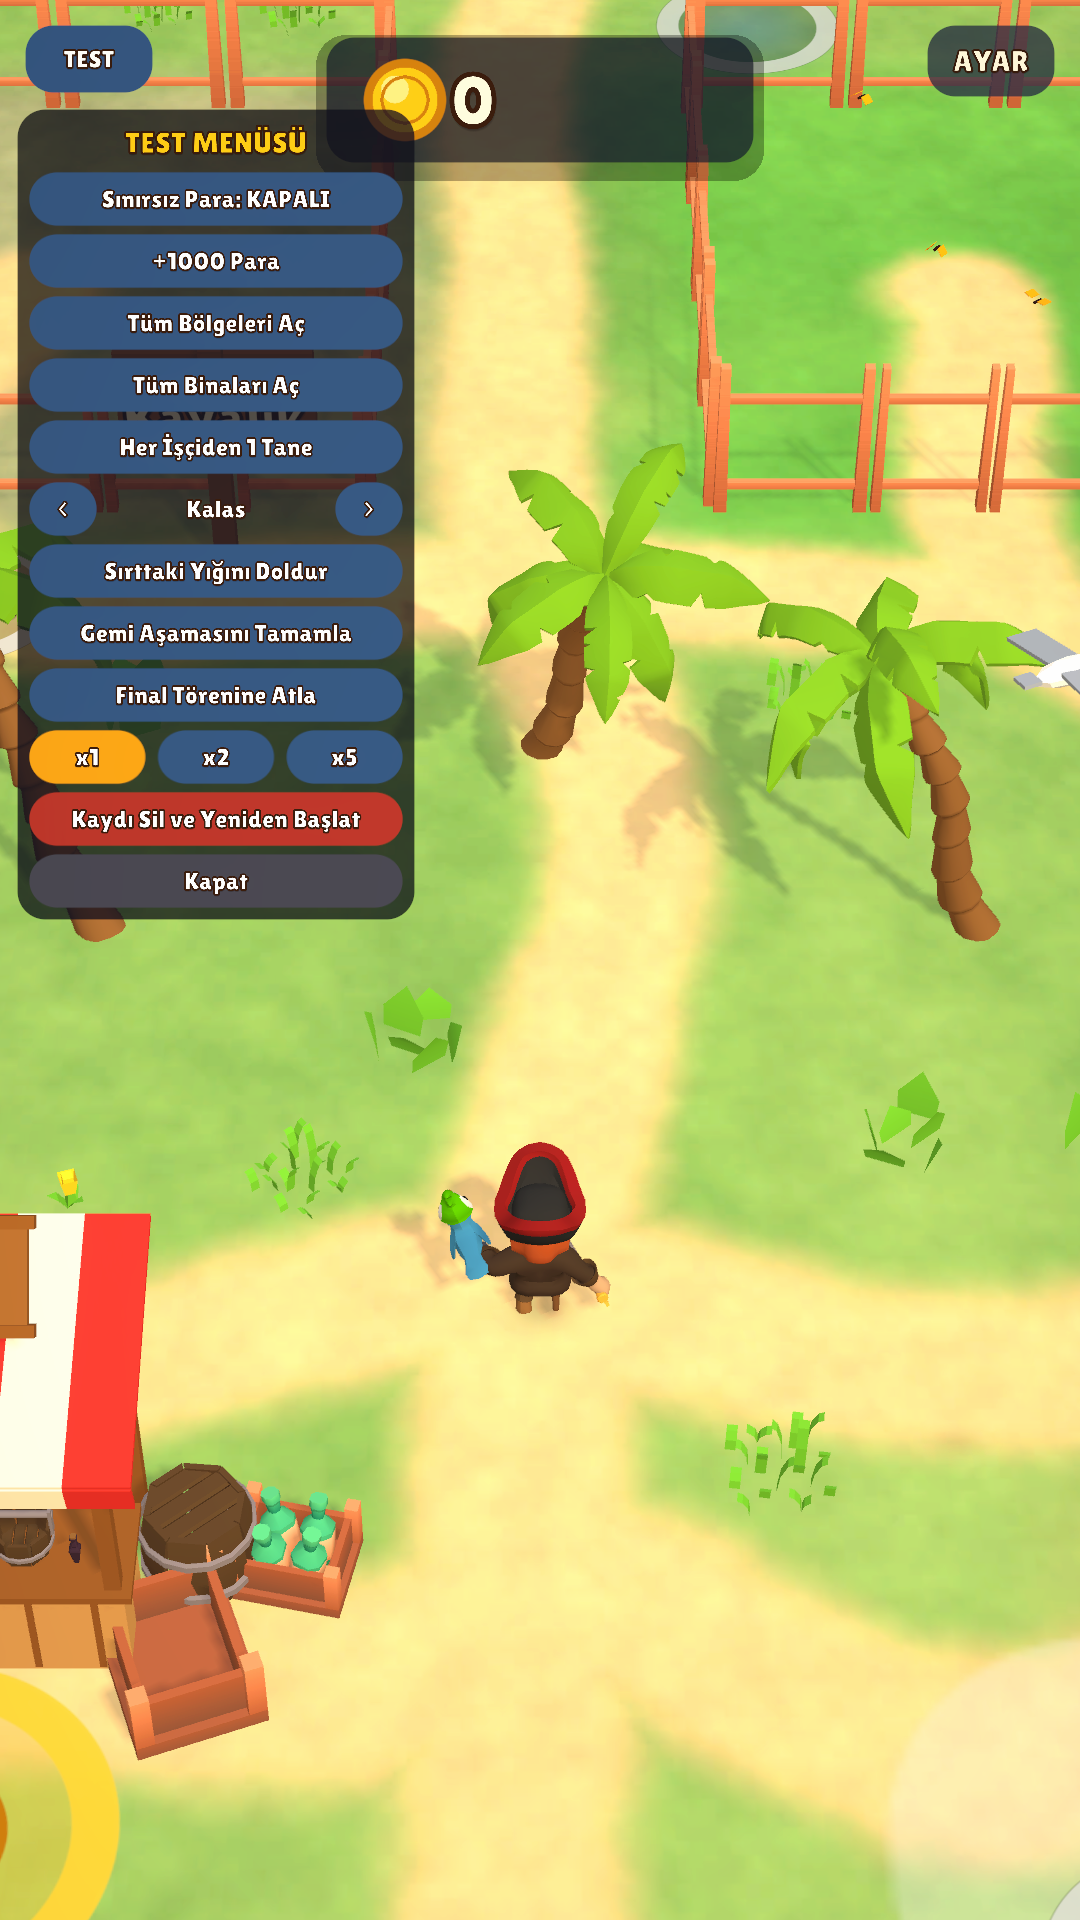 TEST
0
AYAR
TEST MENÜSÜ
Sınırsız Para: KAPALI
+1000 Para
Tüm Bölgeleri Aç
Tüm Binaları Aç
Her İşçiden 1 Tane
< Kalas >
Sırttaki Yığını Doldur
Gemi Aşamasını Tamamla
Final Törenine Atla
x1 x2 x5
Kaydı Sil ve Yeniden Başlat
Kapat